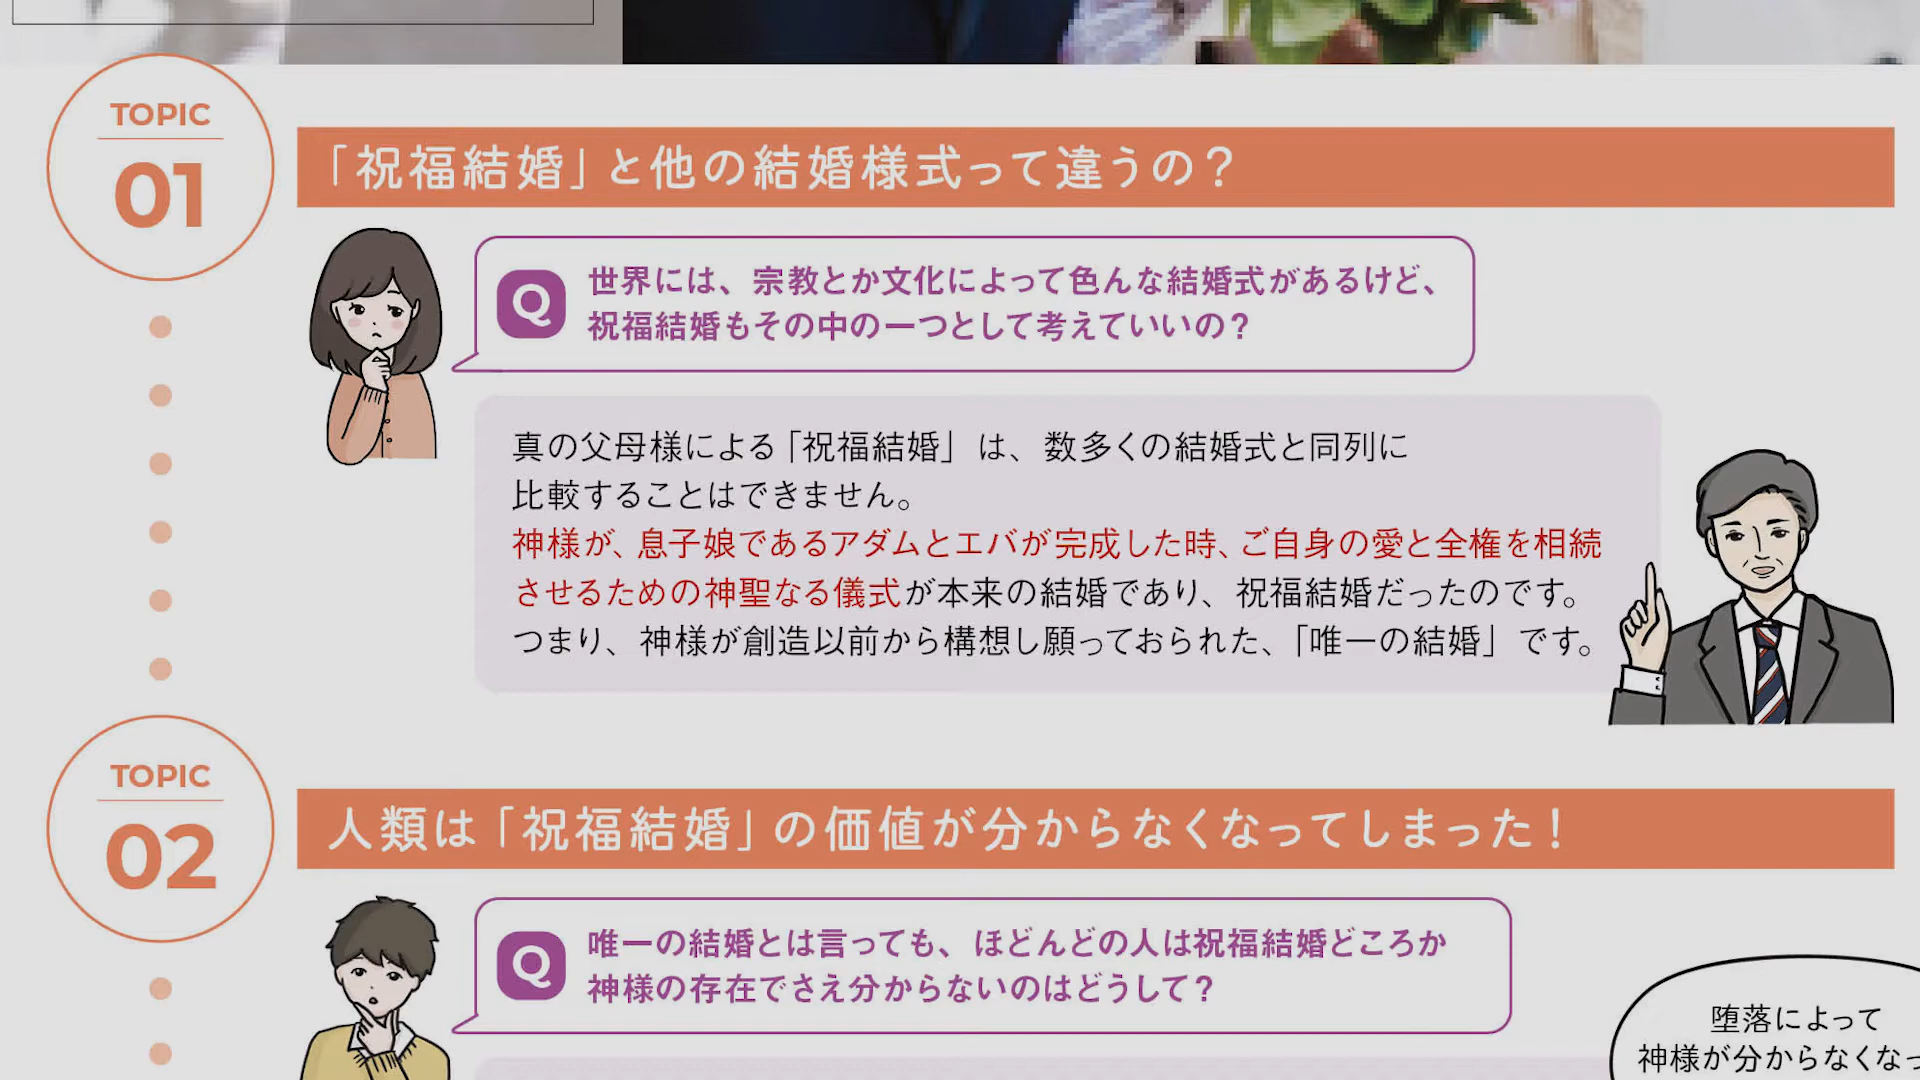 TOPIC
01
「祝福結婚」と他の結婚様式って違うの？
Q
世界には、宗教とか文化によって色んな結婚式があるけど、
祝福結婚もその中の一つとして考えていいの？
真の父母様による「祝福結婚」は、数多くの結婚式と同列に
比較することはできません。
神様が、息子娘であるアダムとエバが完成した時、ご自身の愛と全権を相続
させるための神聖なる儀式が本来の結婚であり、祝福結婚だったのです。
つまり、神様が創造以前から構想し願っておられた、「唯一の結婚」です。
TOPIC
02
人類は「祝福結婚」の価値が分からなくなってしまった！
Q
唯一の結婚とは言っても、ほどんどの人は祝福結婚どころか
神様の存在でさえ分からないのはどうして？
堕落によって
神様が分からなくなっ